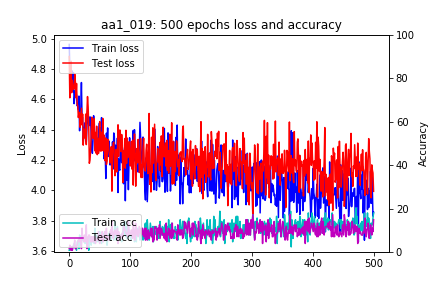 aa1_019: 500 epochs loss and accuracy
Train loss
Test loss
Train acc
Test acc
Loss
Accuracy
5.0
4.8
4.6
4.4
4.2
4.0
3.8
3.6
100
80
60
40
20
0
0 100 200 300 400 500